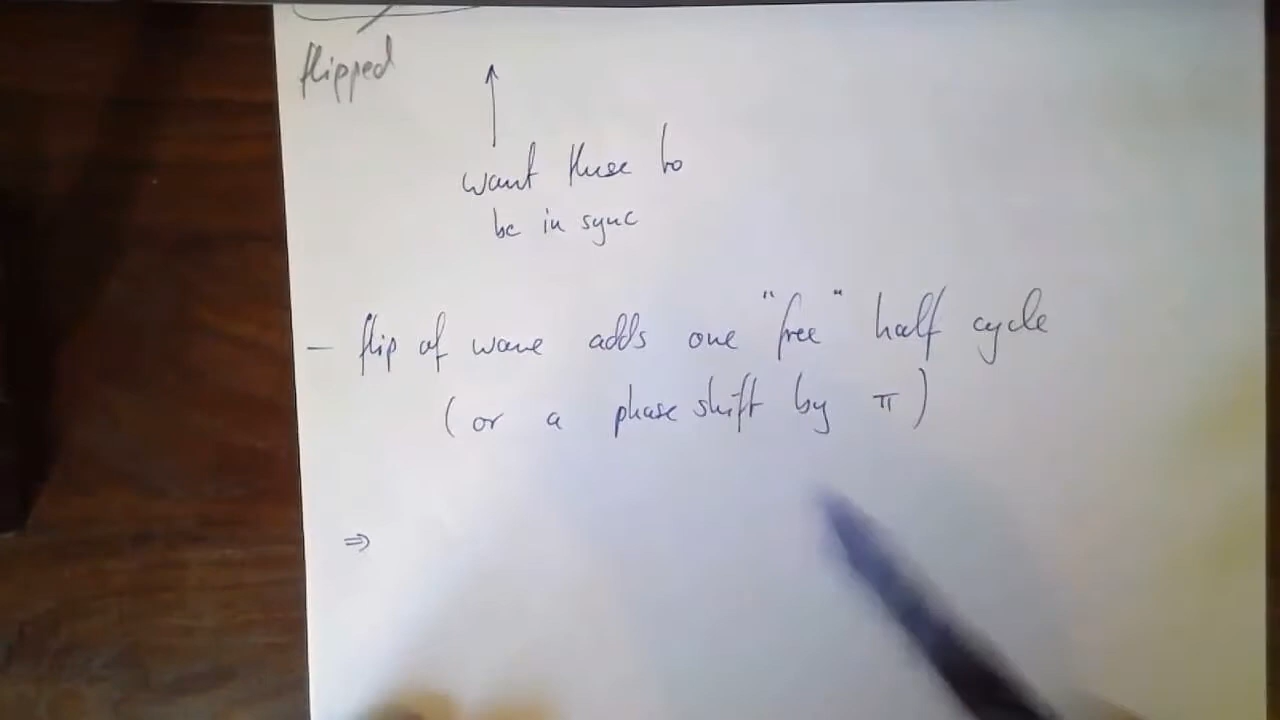 flipped
↑
want these to
be in sync
– flip of wave adds one "free" half cycle
(or a phase shift by π)
⇒